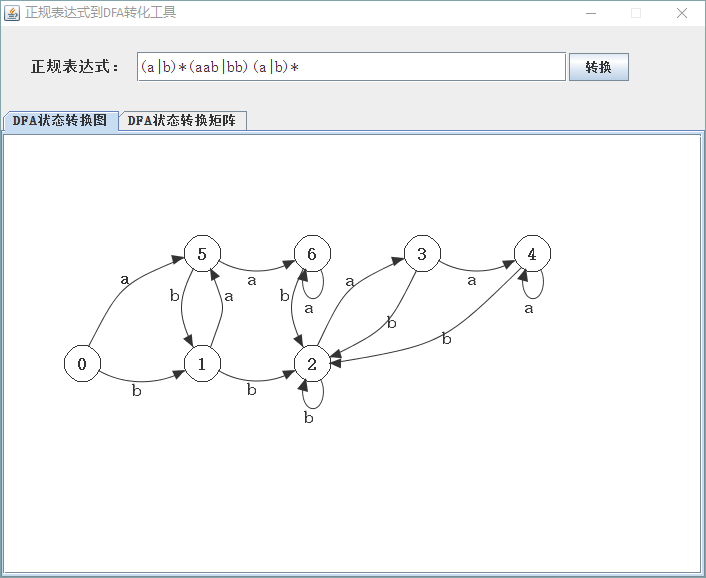 正规表达式到DFA转化工具
正规表达式： (a|b)*(aab|bb)(a|b)* 转换
DFA状态转换图 DFA状态转换矩阵
5 6 3 4
a a a a
b a b a a
b b
0 1 2
b b b